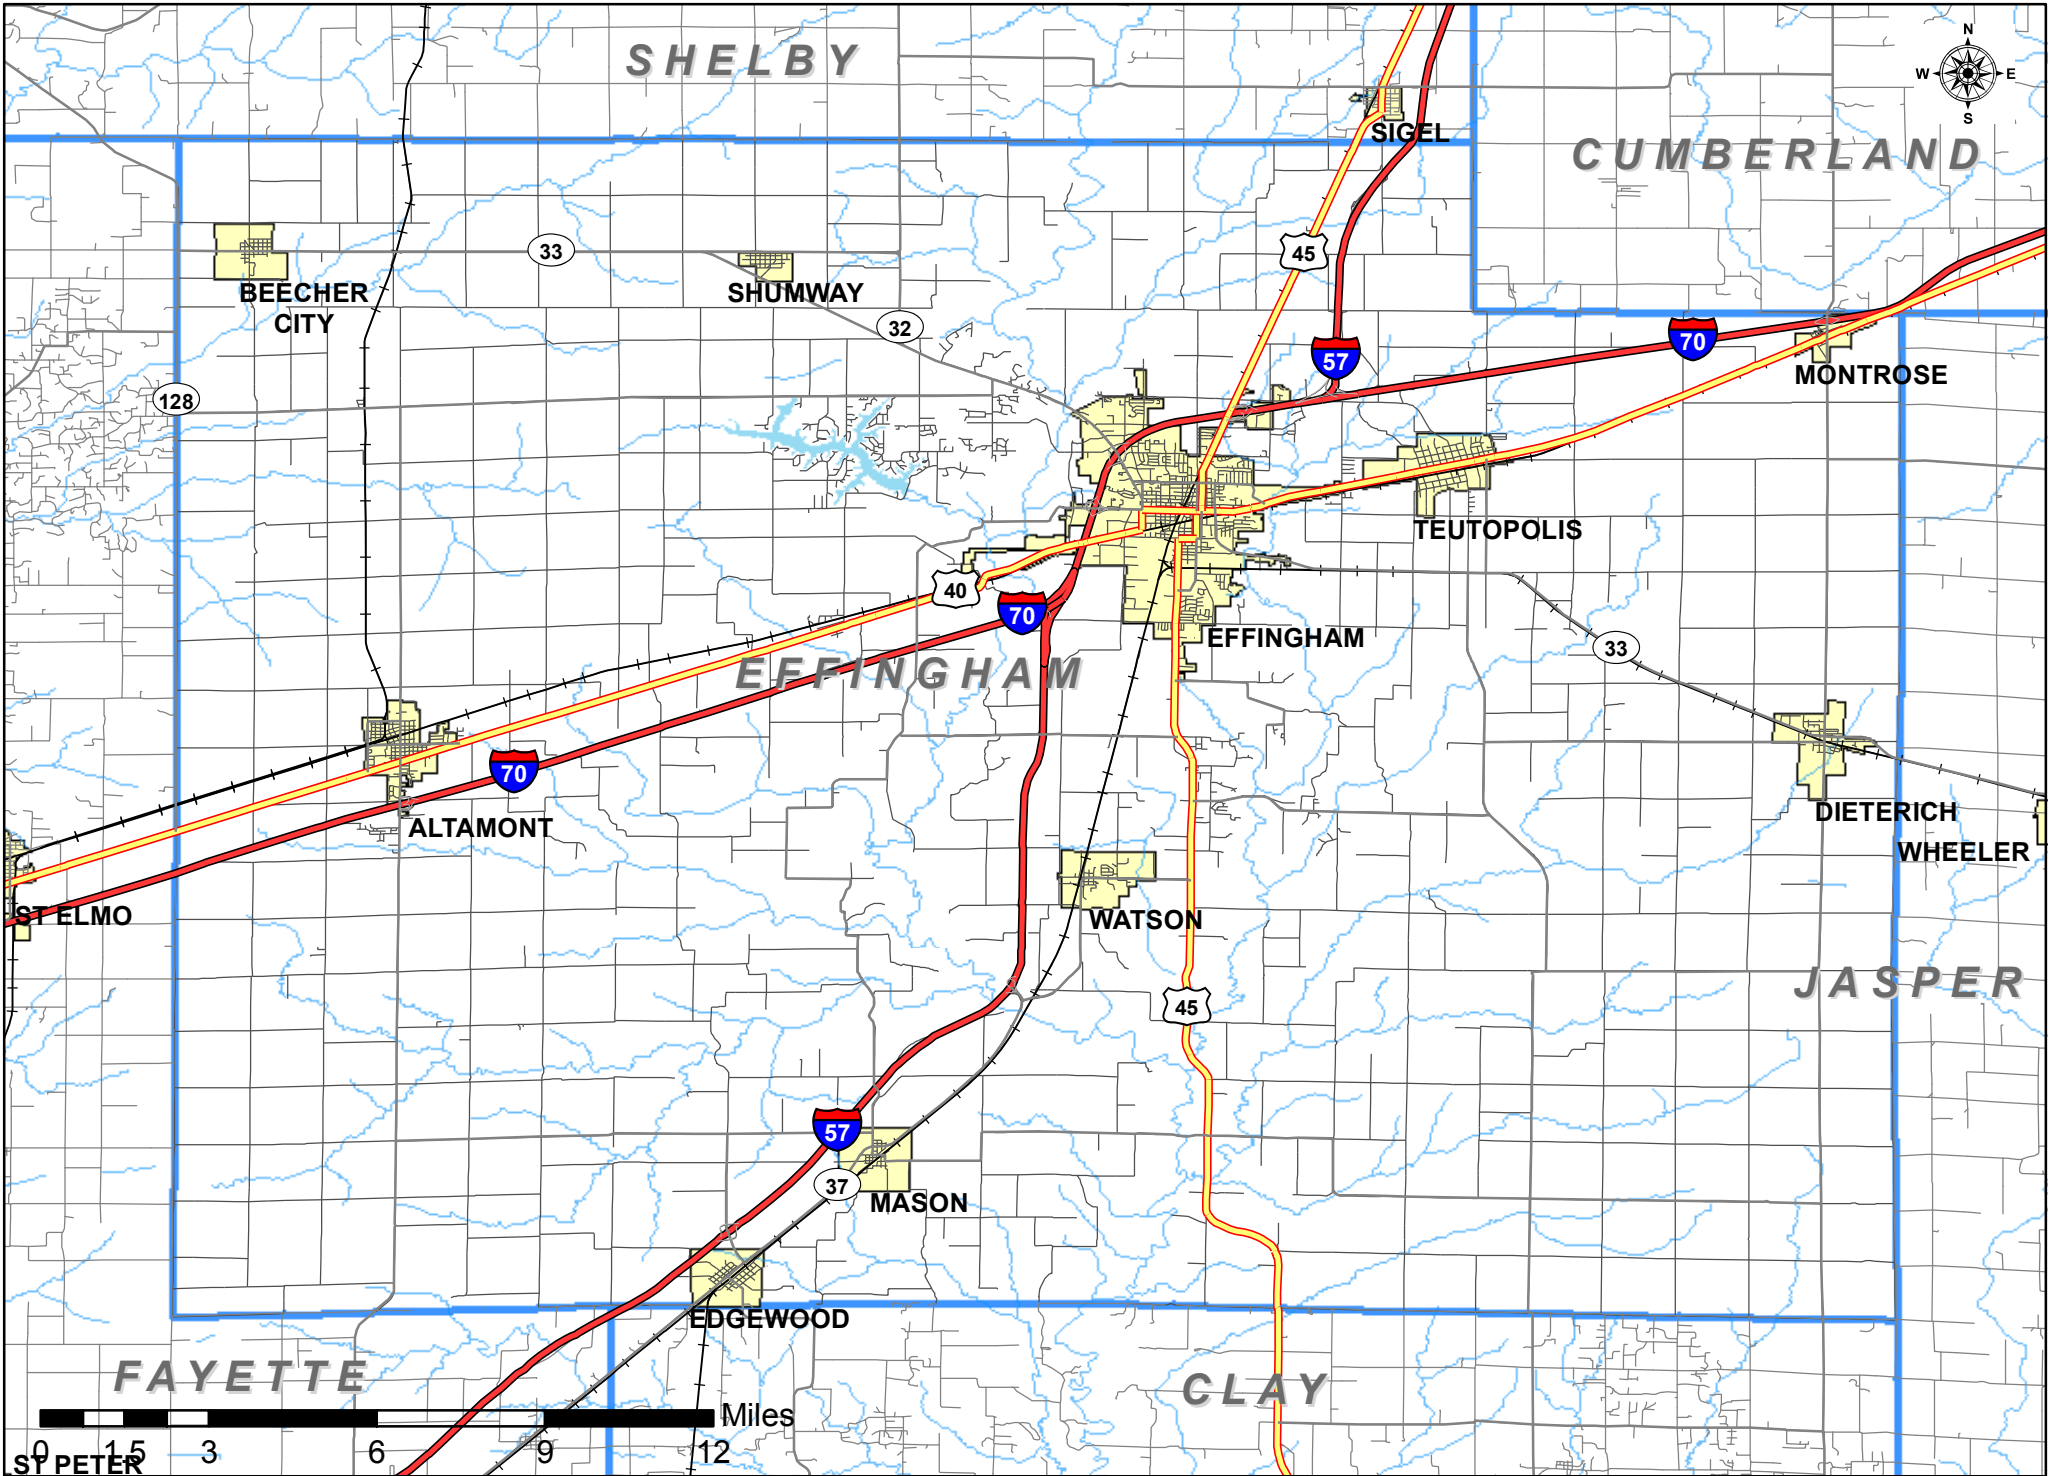 SHELBY
N
W E
S
SIGEL
CUMBERLAND
33
45
BEECHER
CITY
SHUMWAY
32
57
70
MONTROSE
128
TEUTOPOLIS
40
70
EFFINGHAM
33
EFFINGHAM
70
ALTAMONT
DIETERICH
WHEELER
ST ELMO
WATSON
JASPER
45
57
37
MASON
EDGEWOOD
FAYETTE
CLAY
Miles
0 1.5 3 6 9 12
ST PETER